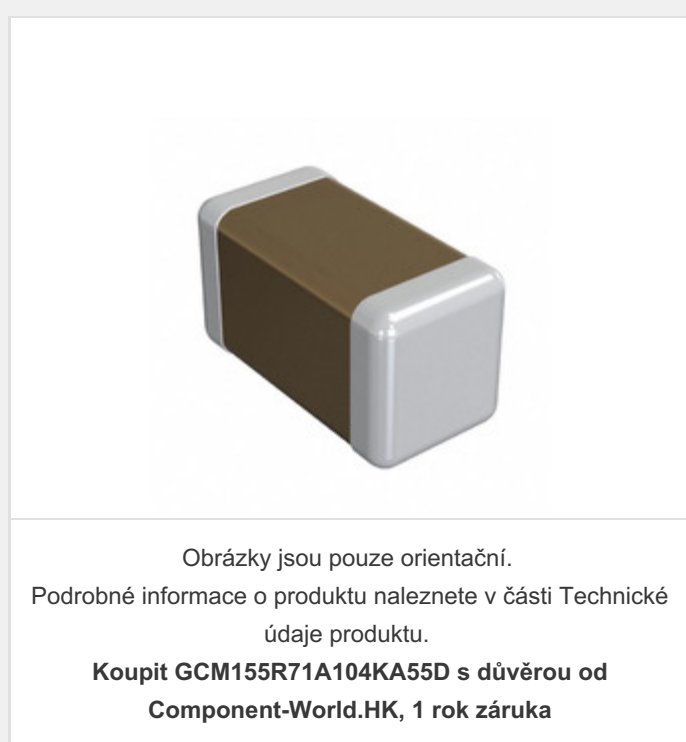 Obrázky jsou pouze orientační.
Podrobné informace o produktu naleznete v části Technické
údaje produktu.
Koupit GCM155R71A104KA55D s důvěrou od
Component-World.HK, 1 rok záruka